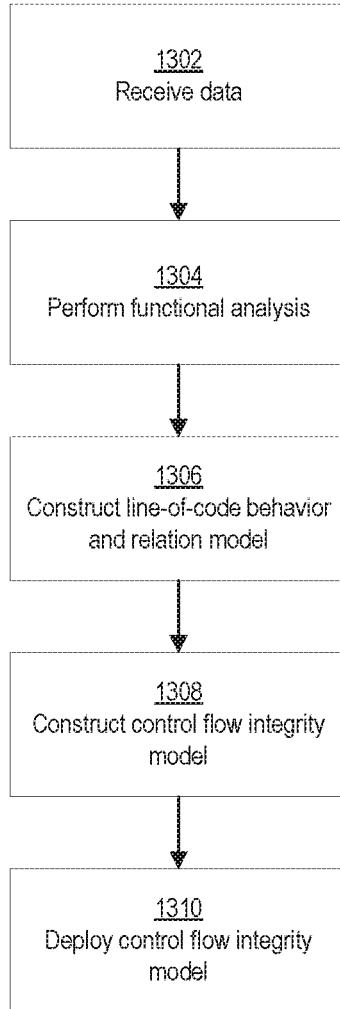 1302
Receive data
1304
Perform functional analysis
1306
Construct line-of-code behavior
and relation model
1308
Construct control flow integrity
model
1310
Deploy control flow integrity
model